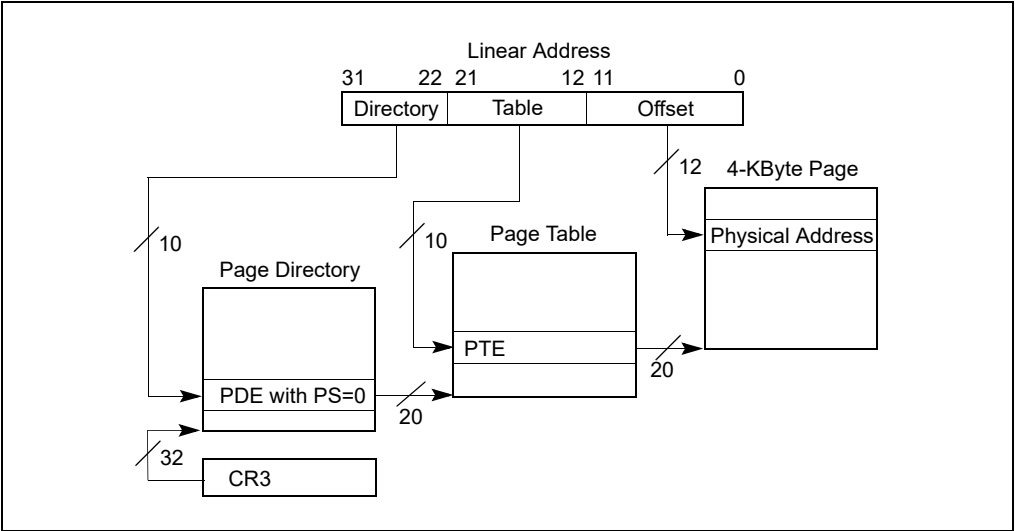 Linear Address
31 22 21 12 11 0
Directory Table Offset
12
4-KByte Page
Physical Address
10
10
Page Table
Page Directory
PTE
20
PDE with PS=0
20
32
CR3